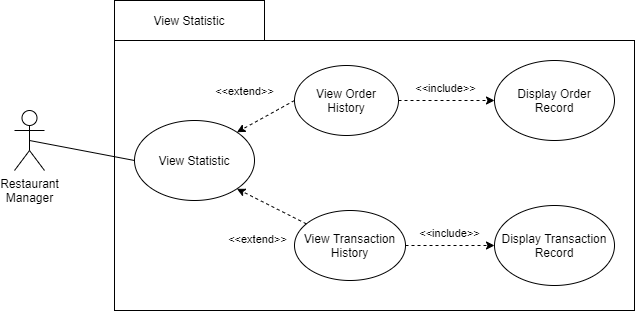 View Statistic
<<extend>>
View Order
History
<<include>>
Display Order
Record
View Statistic
Restaurant
Manager
<<extend>>
View Transaction
History
<<include>>
Display Transaction
Record